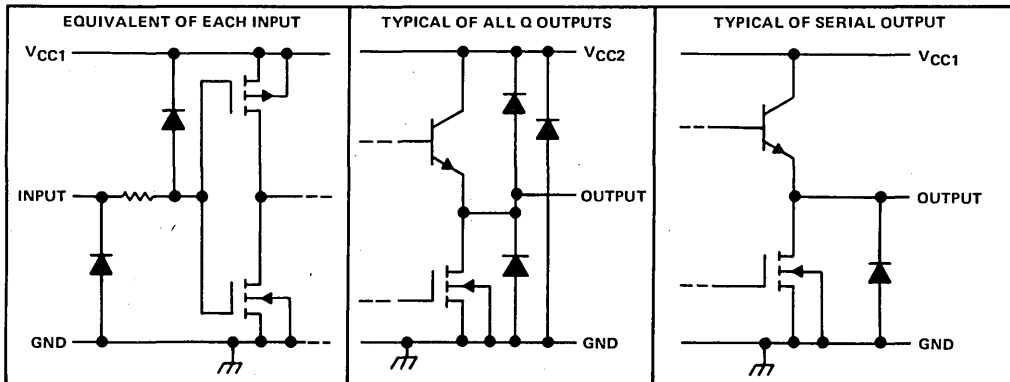 EQUIVALENT OF EACH INPUT
VCC1
INPUT
GND
TYPICAL OF ALL Q OUTPUTS
VCC2
OUTPUT
GND
TYPICAL OF SERIAL OUTPUT
VCC1
OUTPUT
GND